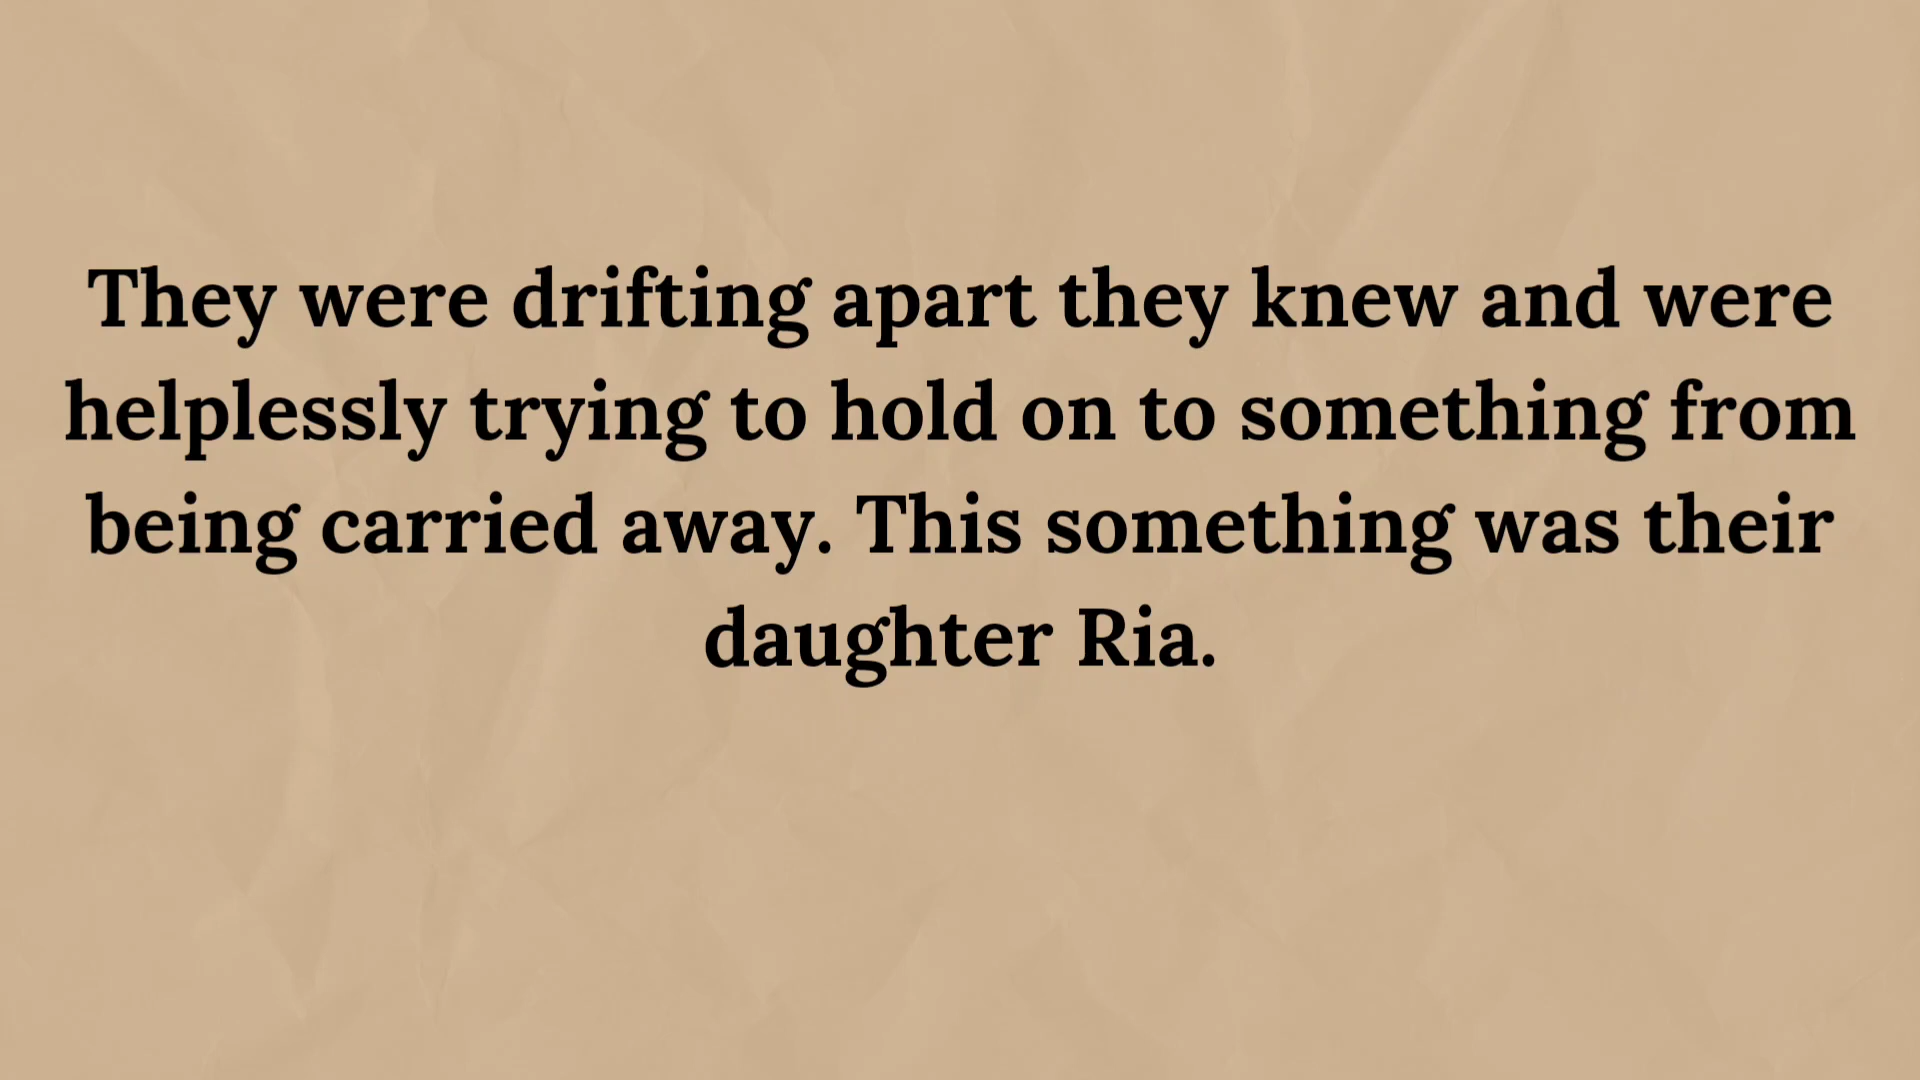 They were drifting apart they knew and were
helplessly trying to hold on to something from
being carried away. This something was their
daughter Ria.